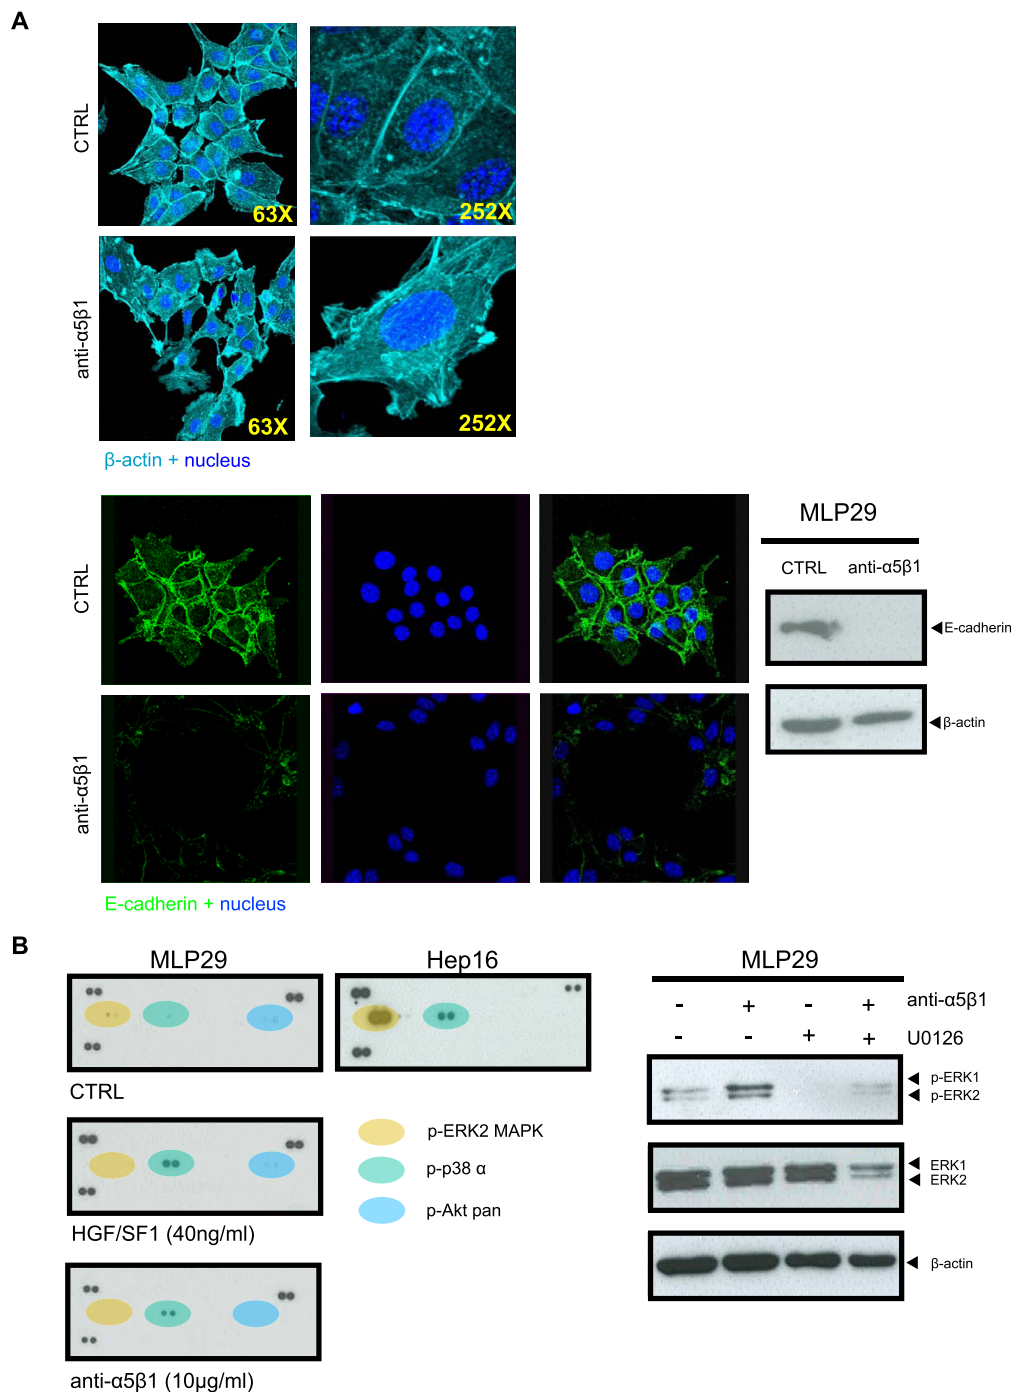 A
CTRL
63X
252X
anti-α5β1
63X
252X
β-actin + nucleus
CTRL
anti-α5β1
E-cadherin + nucleus
MLP29
CTRL anti-α5β1
E-cadherin
β-actin
B
MLP29
CTRL
HGF/SF1 (40ng/ml)
anti-α5β1 (10µg/ml)
Hep16
p-ERK2 MAPK
p-p38 α
p-Akt pan
MLP29
- + - + anti-α5β1
- - + + U0126
p-ERK1
p-ERK2
ERK1
ERK2
β-actin